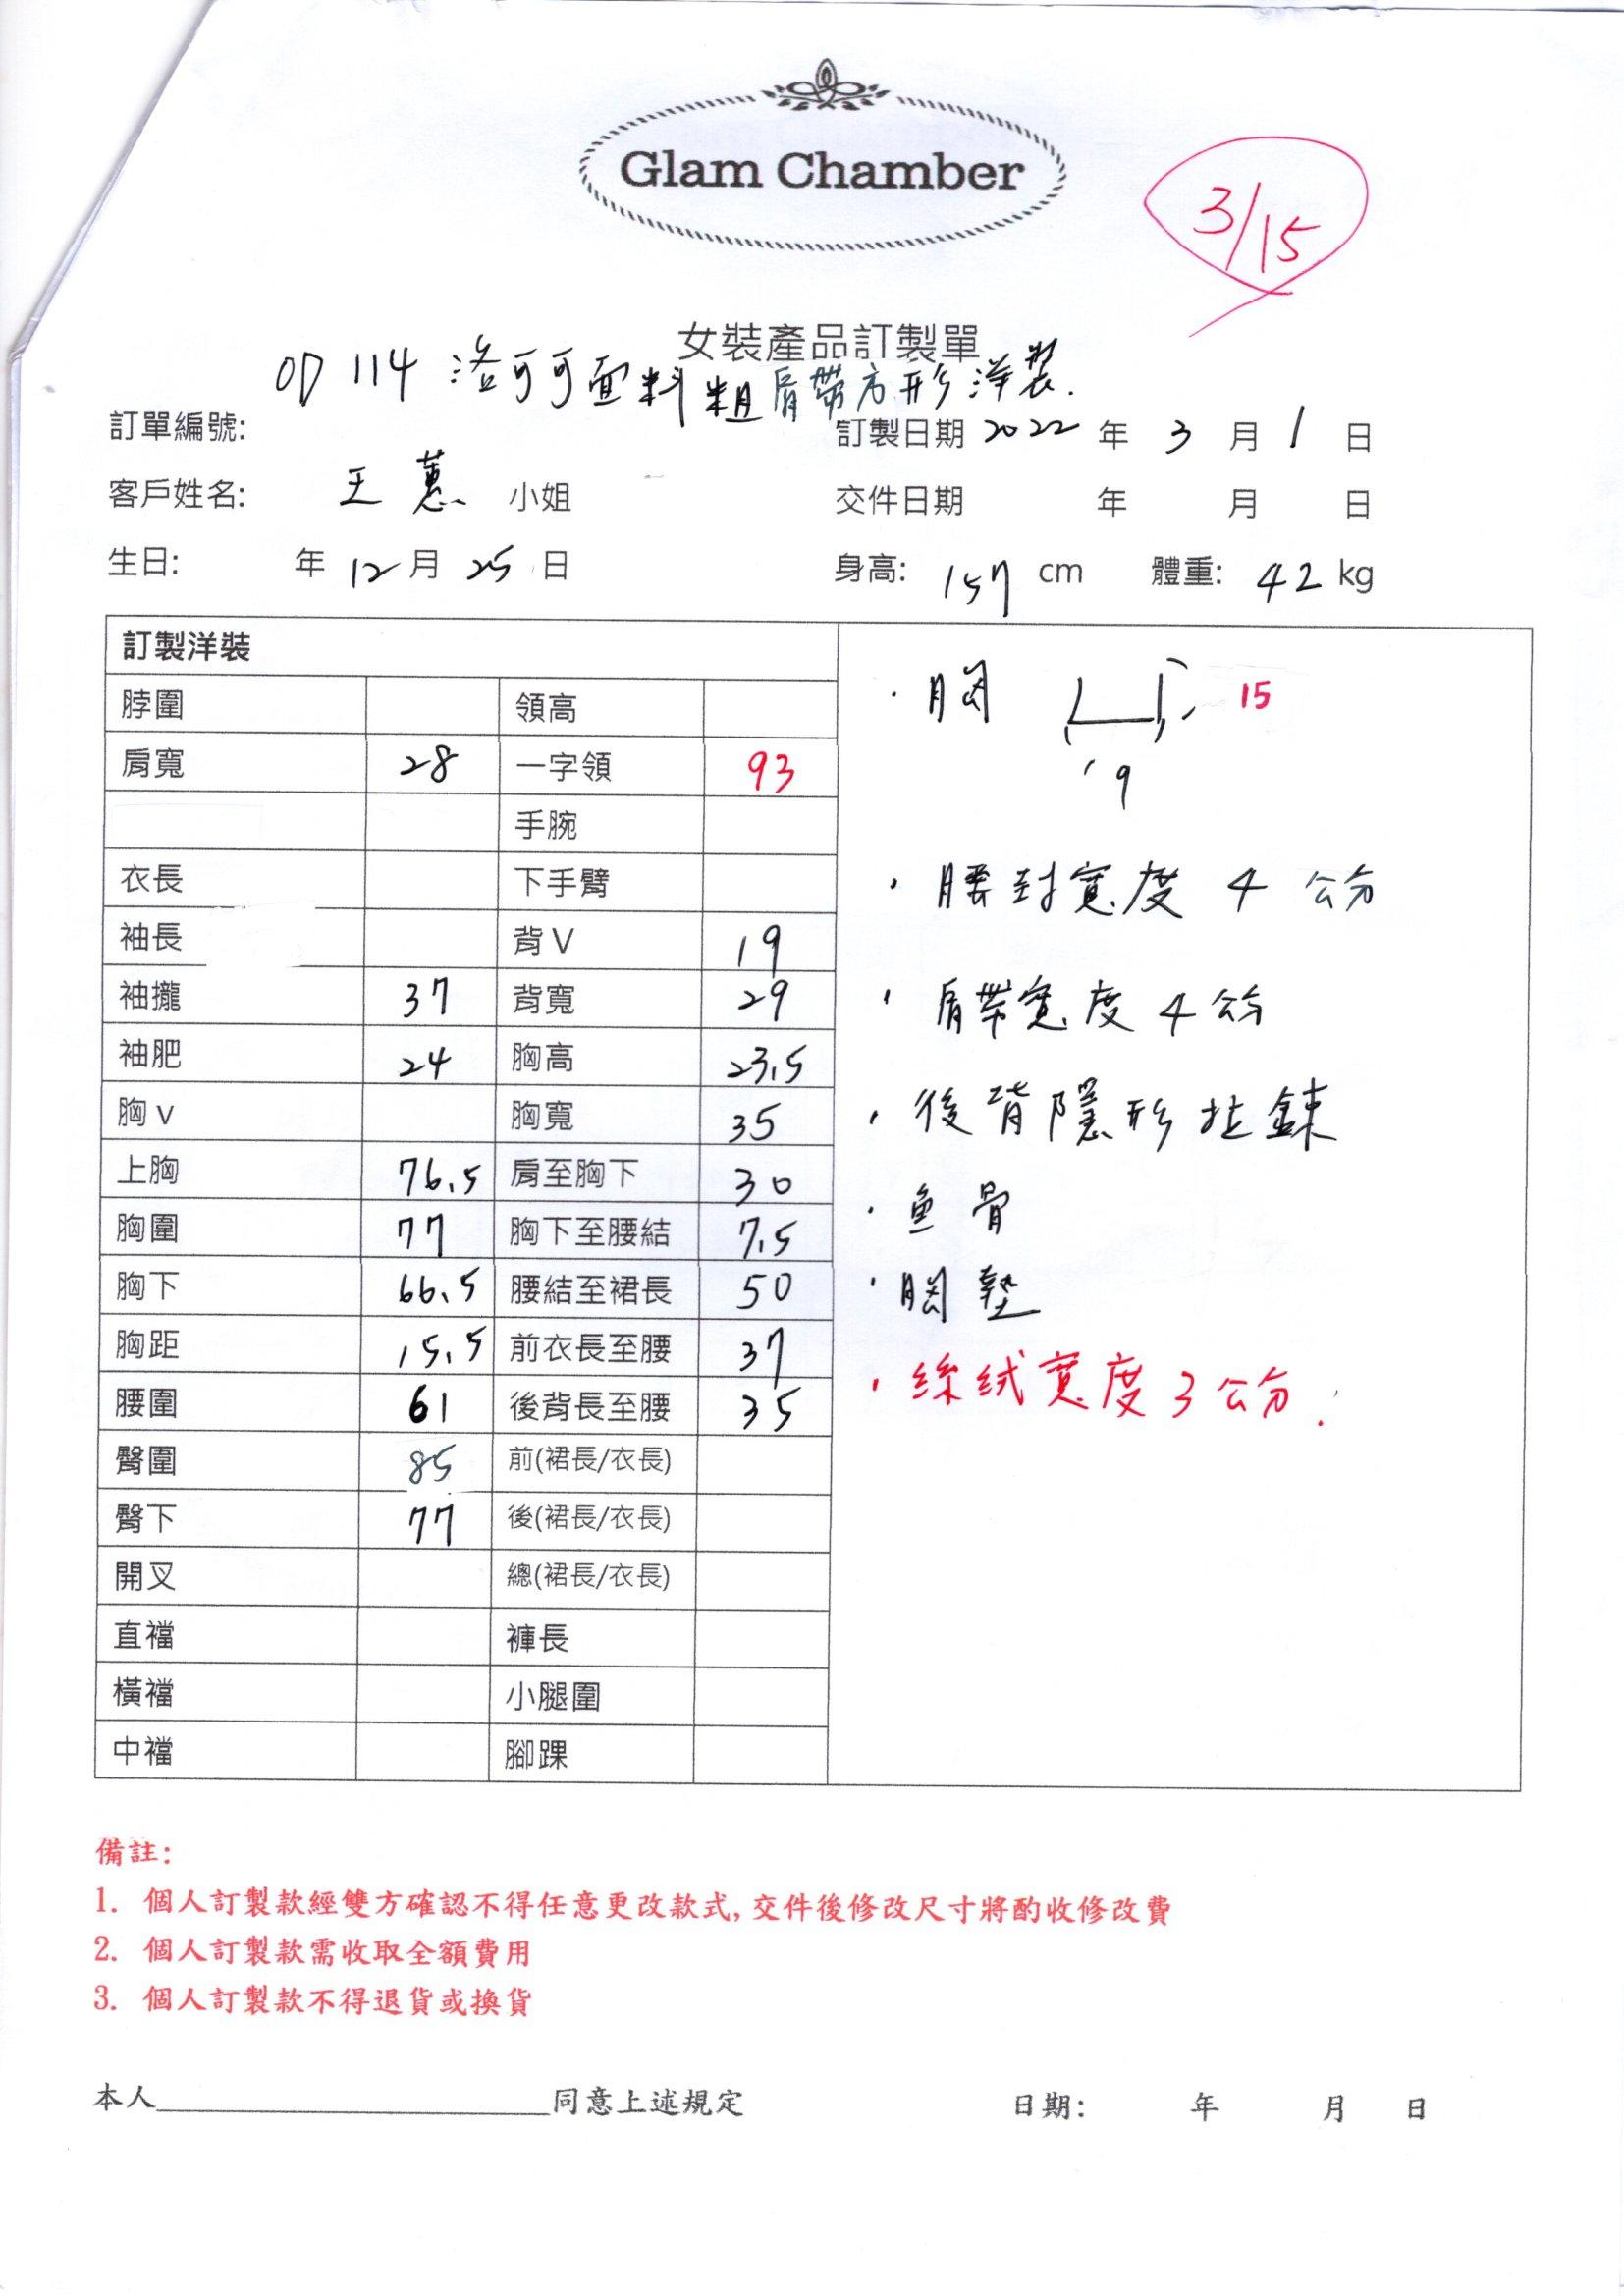 Glam Chamber
3/15
女裝產品訂製單
OD 114 洛可可面料粗肩帶方形洋裝.
訂單編號: 訂製日期 2022 年 3 月 1 日
客戶姓名: 王蕙 小姐 交件日期 年 月 日
生日: 年 12 月 25 日 身高: 157 cm 體重: 42 kg
訂製洋裝
脖圍 領高
肩寬 28 一字領 93
手腕
衣長 下手臂
袖長 背V 19
袖攏 37 背寬 29
袖肥 24 胸高 23.5
胸v 胸寬 35
上胸 76.5 肩至胸下 30
胸圍 77 胸下至腰結 7.5
胸下 66.5 腰結至裙長 50
胸距 15.5 前衣長至腰 37
腰圍 61 後背長至腰 35
臀圍 85 前(裙長/衣長)
臀下 77 後(裙長/衣長)
開叉 總(裙長/衣長)
直襠 褲長
橫襠 小腿圍
中襠 腳踝
·胸 15
19
·腰封寬度 4 公分
·肩帶寬度 4 公分
·後背隱形拉鍊
·魚骨
·胸墊
·絲絨寬度 3 公分.
備註:
1. 個人訂製款經雙方確認不得任意更改款式,交件後修改尺寸將酌收修改費
2. 個人訂製款需收取全額費用
3. 個人訂製款不得退貨或換貨
本人____________________同意上述規定 日期: 年 月 日